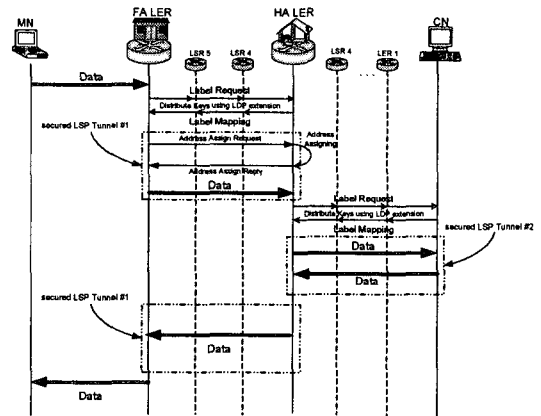 MN
FA LER
HA LER
CN
LSR 5
LSR 4
LSR 4
LER 1
Data
Label Request
Distribute Keys using LDP extension
Label Mapping
secured LSP Tunnel #1
Address Assign Request
Address
Assigning
Address Assign Reply
Data
Label Request
Distribute Keys using LDP extension
Label Mapping
secured LSP Tunnel #2
Data
Data
secured LSP Tunnel #1
Data
Data